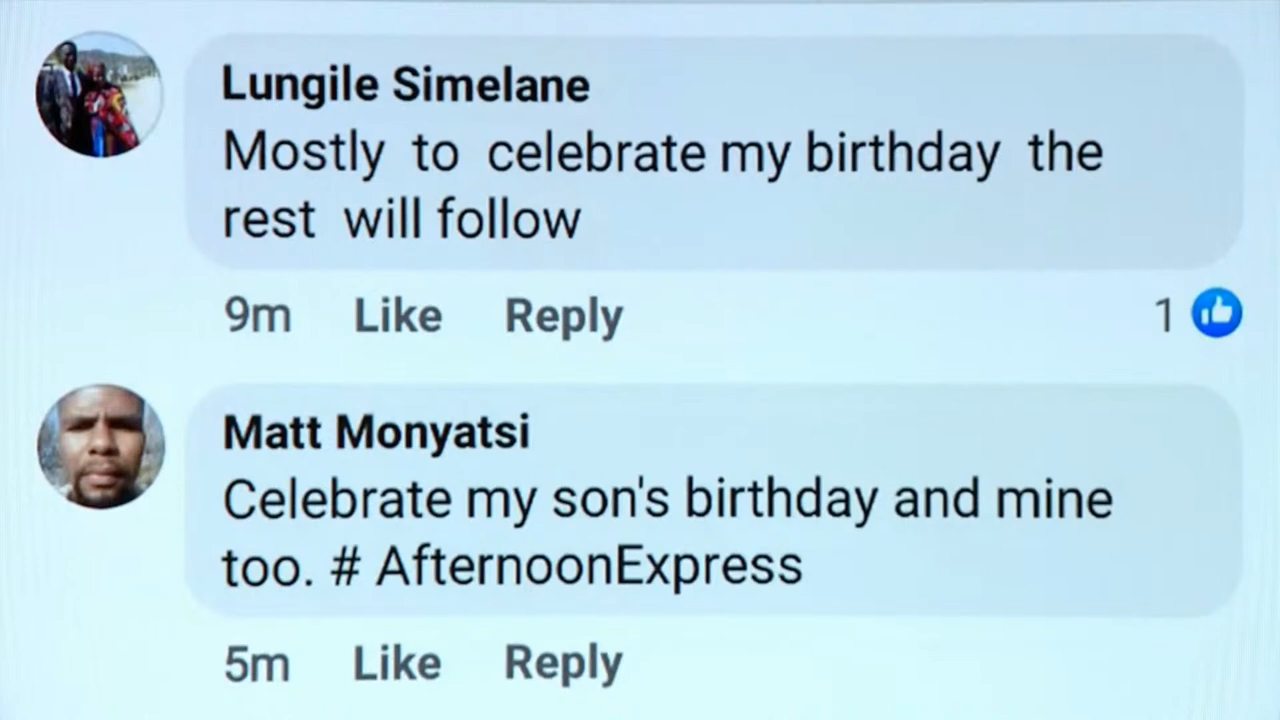 Lungile Simelane
Mostly to celebrate my birthday the
rest will follow
9m Like Reply 1
Matt Monyatsi
Celebrate my son's birthday and mine
too. # AfternoonExpress
5m Like Reply